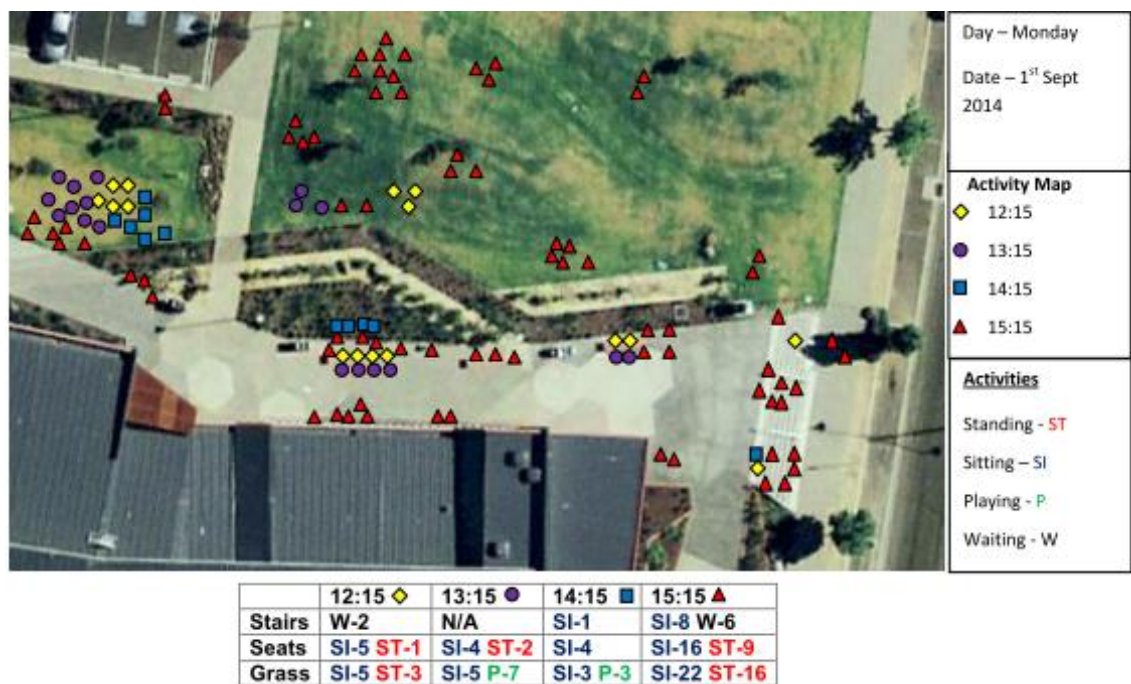 Day – Monday
Date – 1st Sept
2014
Activity Map
12:15
13:15
14:15
15:15
Activities
Standing - ST
Sitting – SI
Playing - P
Waiting - W
12:15 13:15 14:15 15:15
Stairs W-2 N/A SI-1 SI-8 W-6
Seats SI-5 ST-1 SI-4 ST-2 SI-4 SI-16 ST-9
Grass SI-5 ST-3 SI-5 P-7 SI-3 P-3 SI-22 ST-16